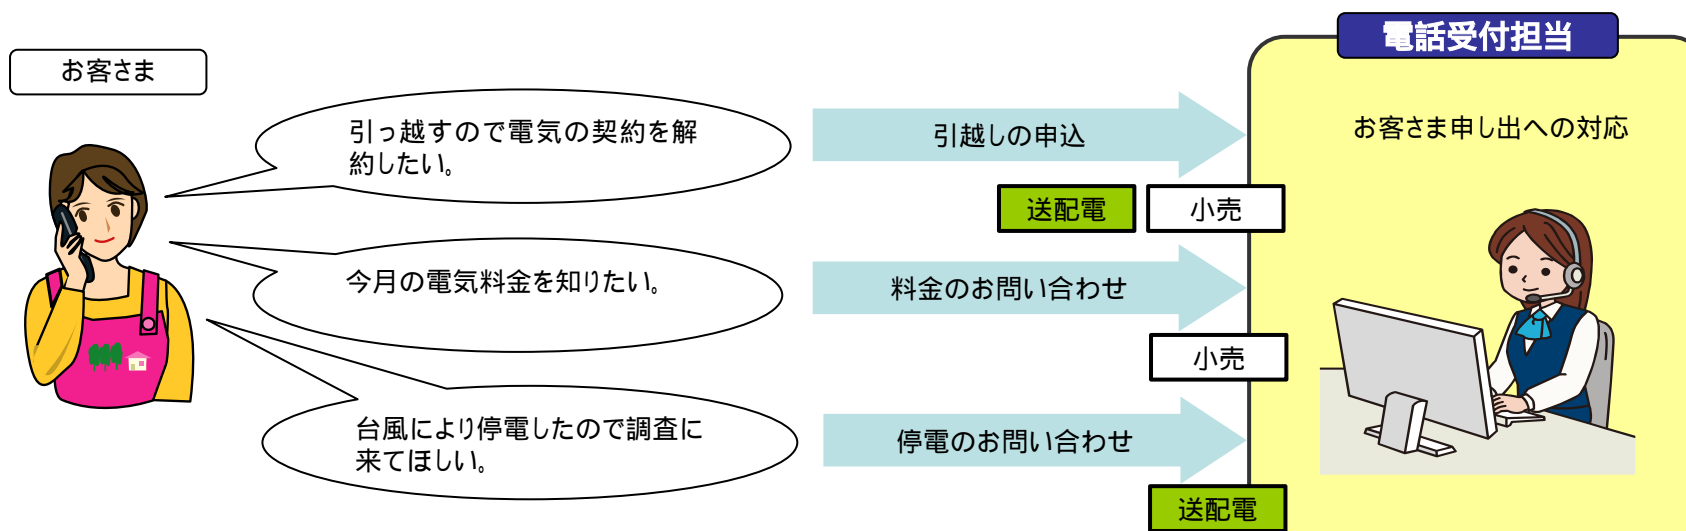 電話受付担当
お客さま
引っ越すので電気の契約を解
約したい。
引越しの申込
お客さま申し出への対応
送配電
小売
今月の電気料金を知りたい。
料金のお問い合わせ
小売
台風により停電したので調査に
来てほしい。
停電のお問い合わせ
送配電